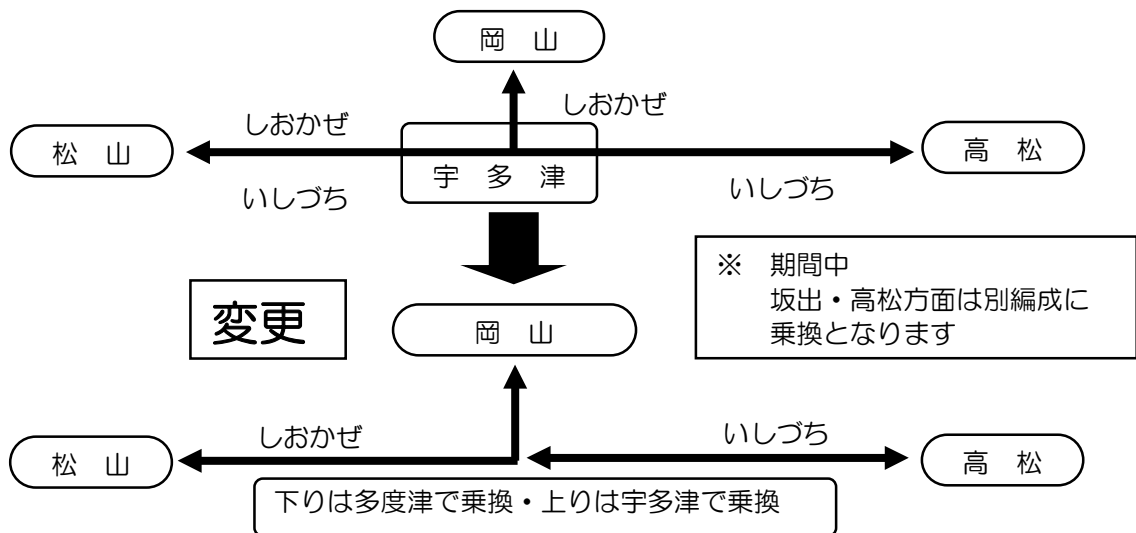 岡 山
しおかぜ
しおかぜ
松 山
高 松
宇 多 津
いしづち
いしづち
※ 期間中
坂出・高松方面は別編成に
乗換となります
変更
岡 山
しおかぜ
いしづち
松 山
高 松
下りは多度津で乗換・上りは宇多津で乗換